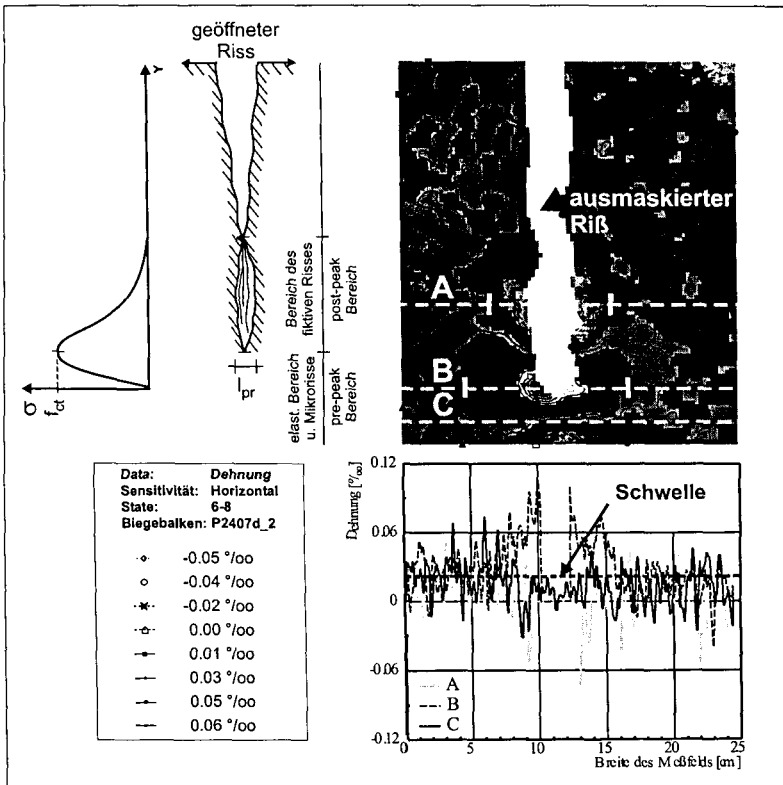 geöffneter
Riss
Y
σ
f_ct
l_pr
Bereich des
fiktiven Risses
post-peak
Bereich
elast. Bereich
u. Mikrorisse
pre-peak
Bereich
ausmaskierter
Riß
A
B
C
Data: Dehnung
Sensitivität: Horizontal
State: 6-8
Biegebalken: P2407d_2
-0.05 °/oo
-0.04 °/oo
-0.02 °/oo
0.00 °/oo
0.01 °/oo
0.03 °/oo
0.05 °/oo
0.06 °/oo
Dehnung [°/oo]
0.12
0.06
0
-0.06
-0.12
Schwelle
A
B
C
0 5 10 15 20 25
Breite des Meßfelds [cm]